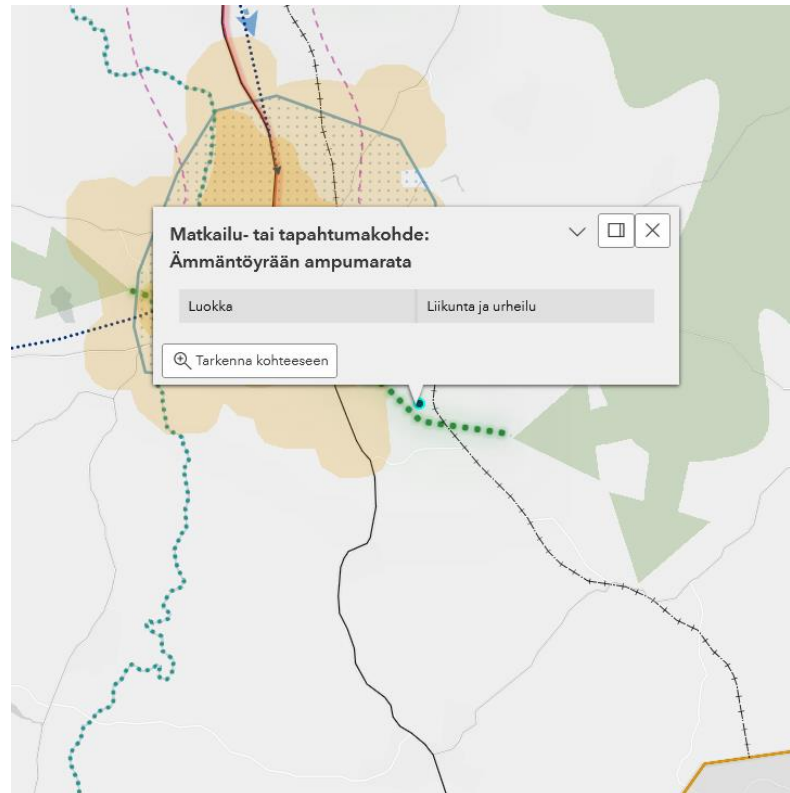 Matkailu- tai tapahtumakohde:
Ämmäntöyrään ampumarata
Luokka
Liikunta ja urheilu
Tarkenna kohteeseen